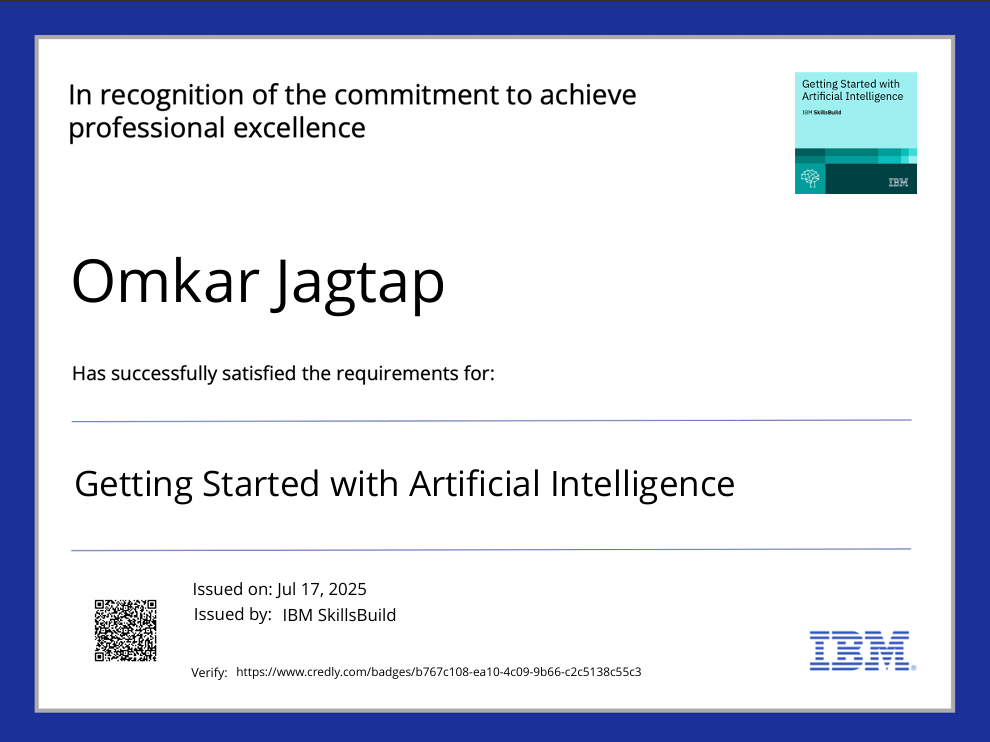 In recognition of the commitment to achieve
professional excellence
Getting Started with
Artificial Intelligence
IBM SkillsBuild
IBM
Omkar Jagtap
Has successfully satisfied the requirements for:
Getting Started with Artificial Intelligence
Issued on: Jul 17, 2025
Issued by: IBM SkillsBuild
Verify: https://www.credly.com/badges/b767c108-ea10-4c09-9b66-c2c5138c55c3
IBM®